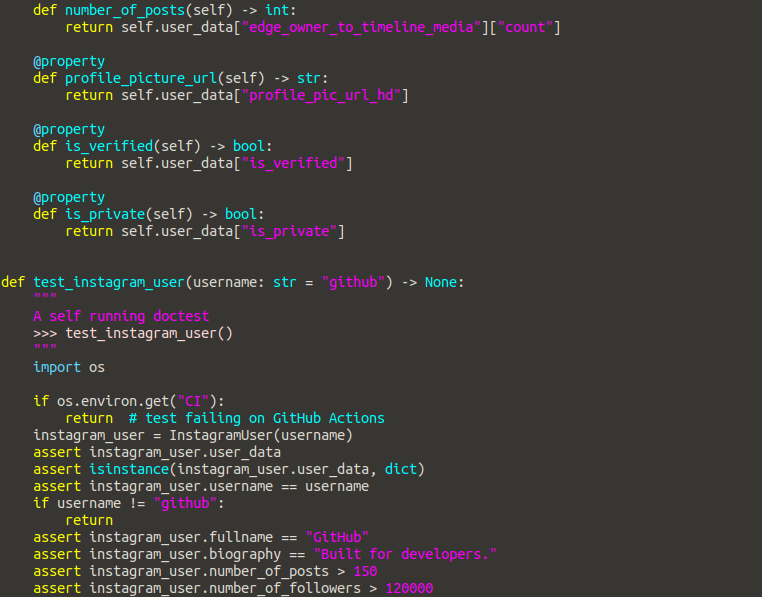 def number_of_posts(self) -> int:
        return self.user_data["edge_owner_to_timeline_media"]["count"]

    @property
    def profile_picture_url(self) -> str:
        return self.user_data["profile_pic_url_hd"]

    @property
    def is_verified(self) -> bool:
        return self.user_data["is_verified"]

    @property
    def is_private(self) -> bool:
        return self.user_data["is_private"]


def test_instagram_user(username: str = "github") -> None:
    """
    A self running doctest
    >>> test_instagram_user()
    """
    import os

    if os.environ.get("CI"):
        return  # test failing on GitHub Actions
    instagram_user = InstagramUser(username)
    assert instagram_user.user_data
    assert isinstance(instagram_user.user_data, dict)
    assert instagram_user.username == username
    if username != "github":
        return
    assert instagram_user.fullname == "GitHub"
    assert instagram_user.biography == "Built for developers."
    assert instagram_user.number_of_posts > 150
    assert instagram_user.number_of_followers > 120000